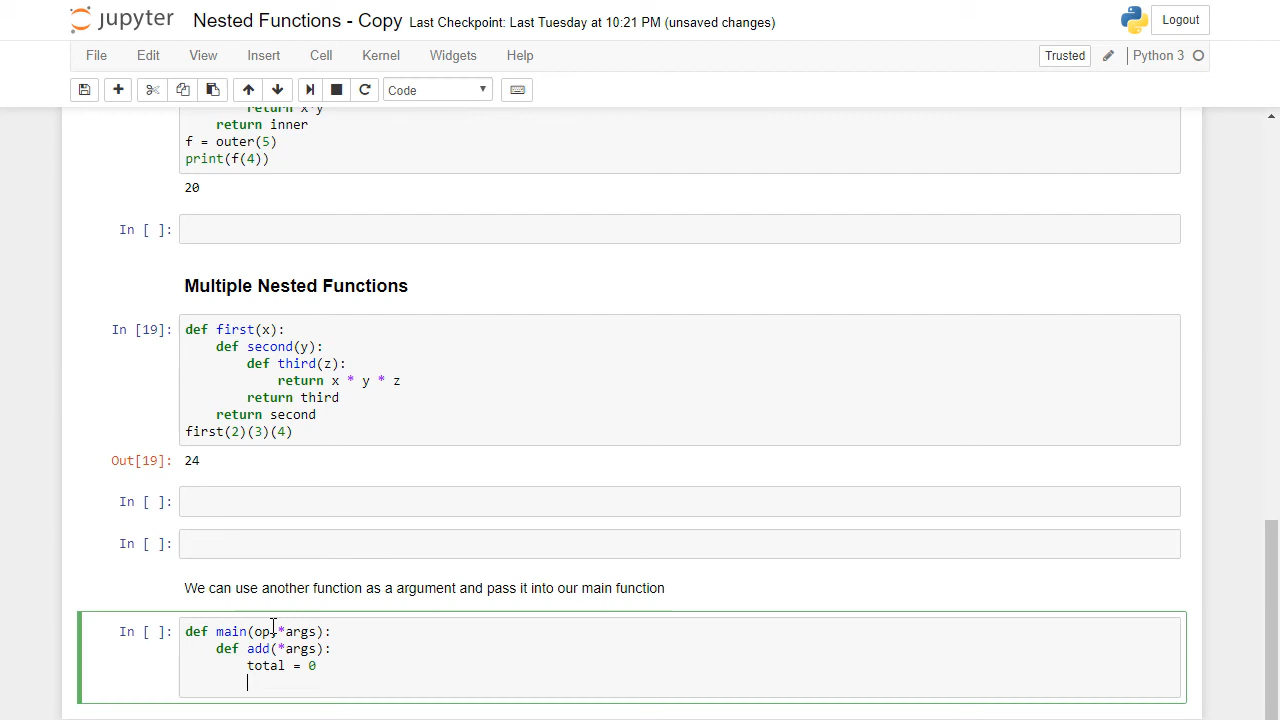 jupyter Nested Functions - Copy Last Checkpoint: Last Tuesday at 10:21 PM (unsaved changes) Logout
File Edit View Insert Cell Kernel Widgets Help Trusted Python 3
Code
return x*y
return inner
f = outer(5)
print(f(4))
20
In [ ]:
Multiple Nested Functions
In [19]: def first(x):
def second(y):
def third(z):
return x * y * z
return third
return second
first(2)(3)(4)
Out[19]: 24
In [ ]:
In [ ]:
We can use another function as a argument and pass it into our main function
In [ ]: def main(op,*args):
def add(*args):
total = 0